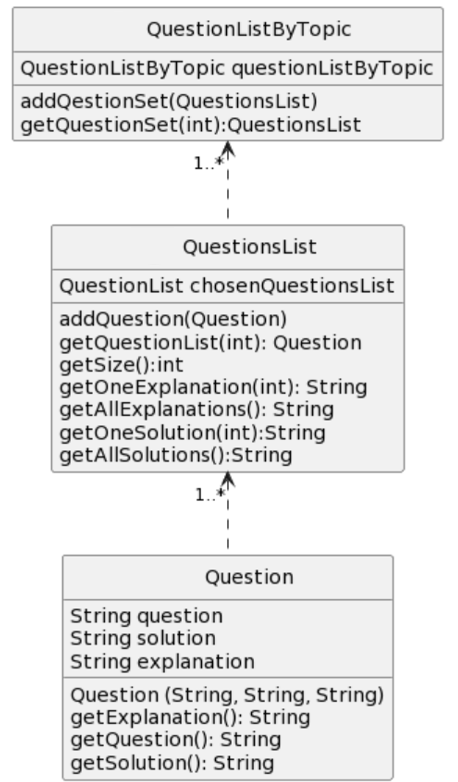 QuestionListByTopic
QuestionListByTopic questionListByTopic
addQestionSet(QuestionsList)
getQuestionSet(int):QuestionsList
1..*
QuestionsList
QuestionList chosenQuestionsList
addQuestion(Question)
getQuestionList(int): Question
getSize():int
getOneExplanation(int): String
getAllExplanations(): String
getOneSolution(int):String
getAllSolutions():String
1..*
Question
String question
String solution
String explanation
Question (String, String, String)
getExplanation(): String
getQuestion(): String
getSolution(): String